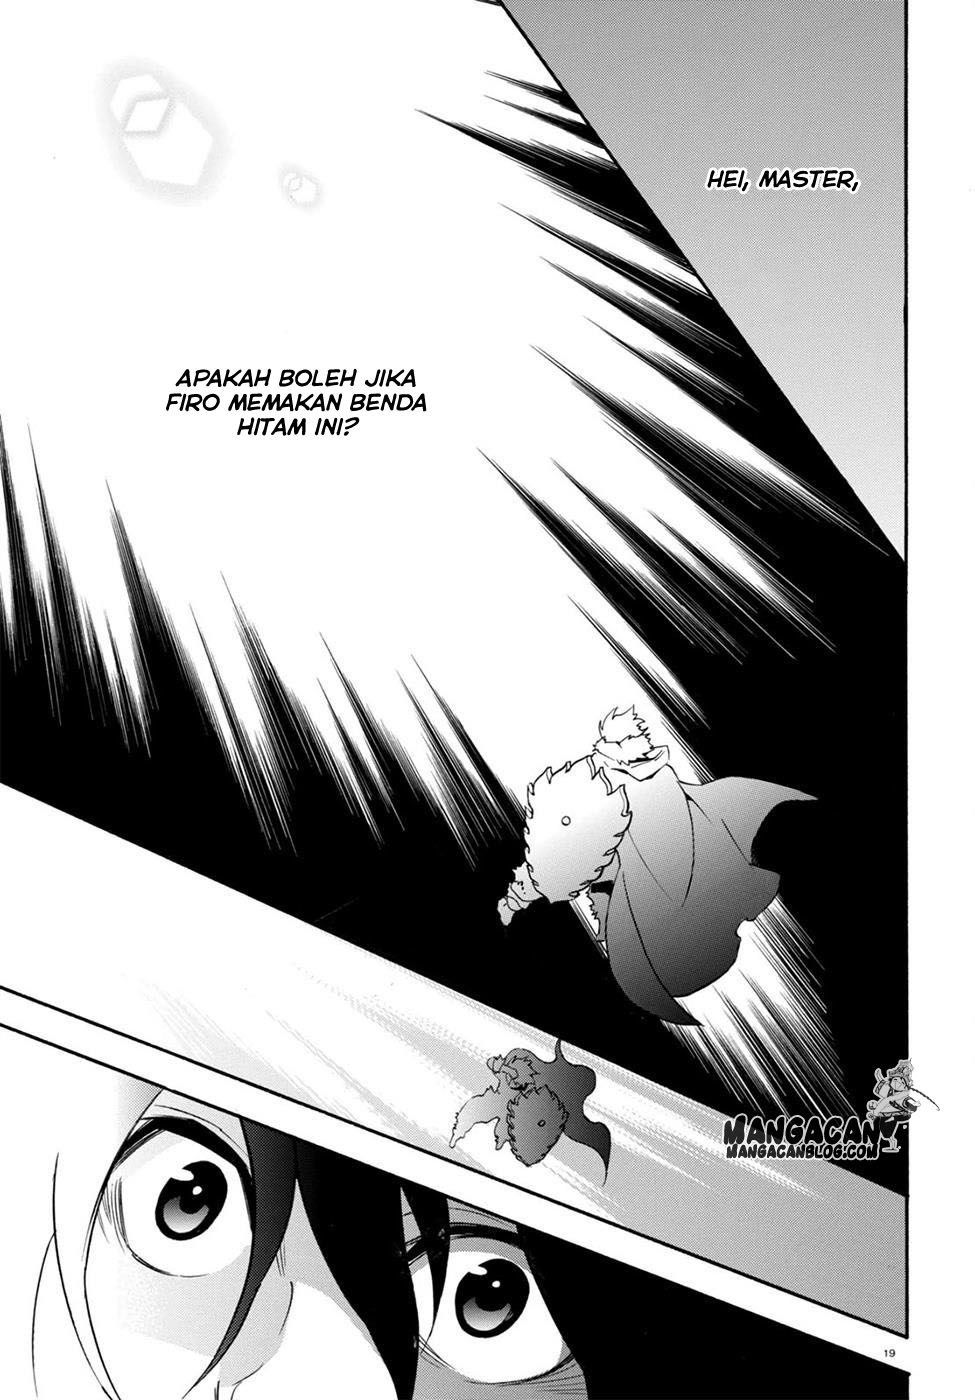 HEI, MASTER,
APAKAH BOLEH JIKA
FIRO MEMAKAN BENDA
HITAM INI?
MANGACAN
MANGACANBLOG.COM
19